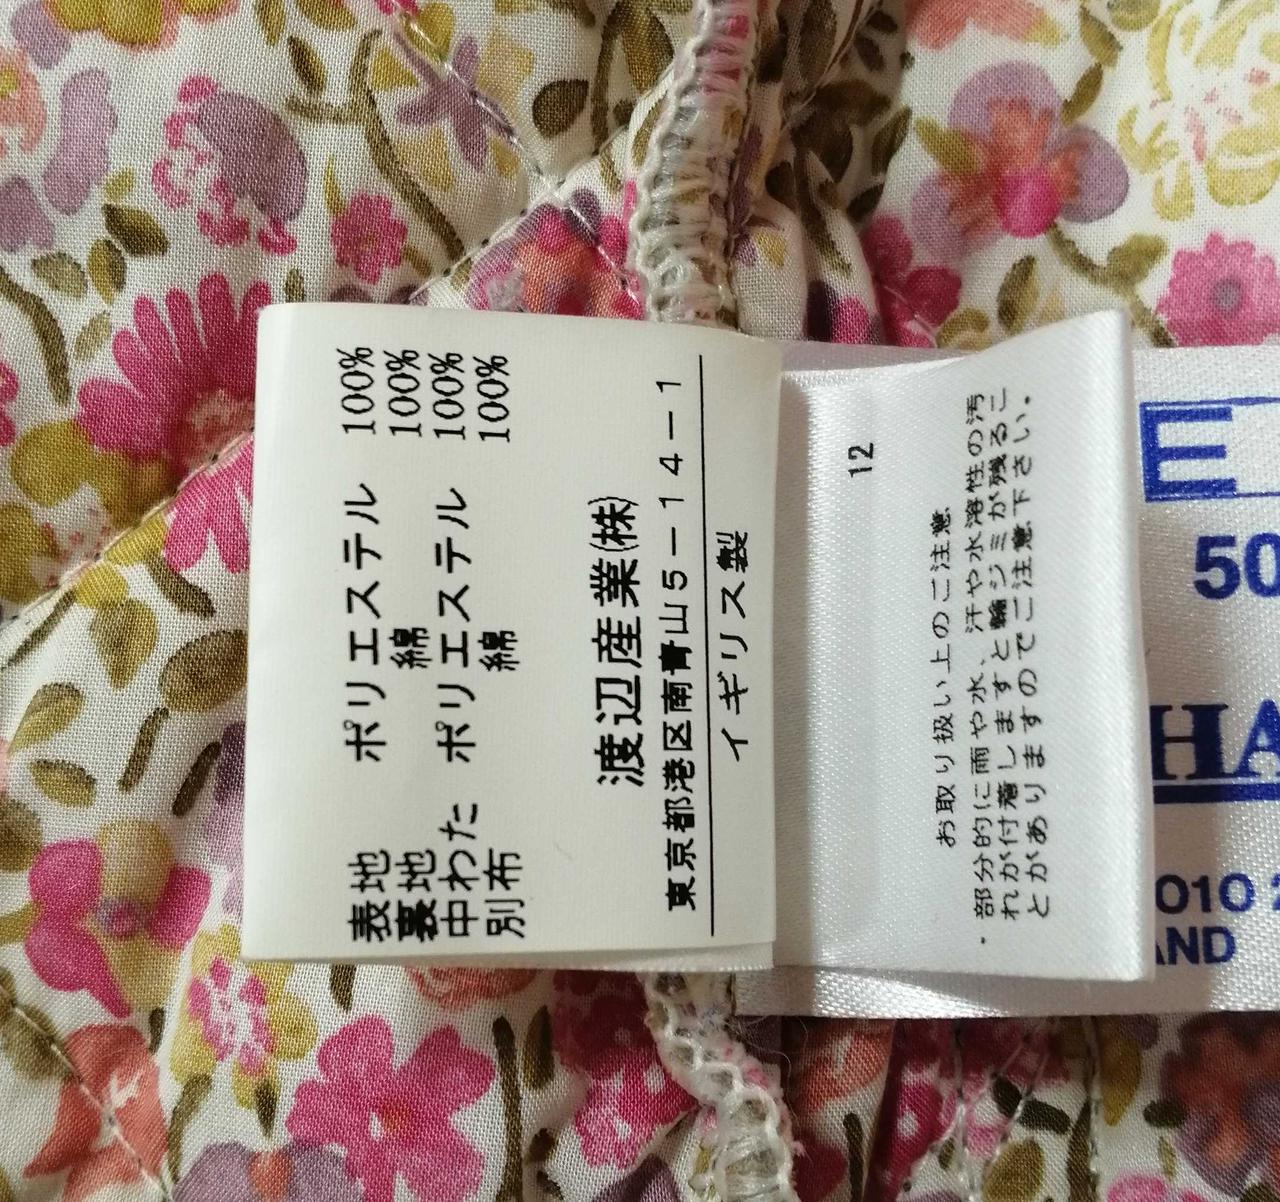 表地 ポリエステル 100%
裏地 綿 100%
中わた ポリエステル 100%
別布 綿 100%
渡辺産業(株)
東京都港区南青山5-14-1
イギリス製
12
お取り扱い上のご注意
・部分的に雨や水、汗や水溶性の汚
れが付着しますと輪ジミが残るこ
とがありますのでご注意下さい。
E
50
HA
010 2
AND